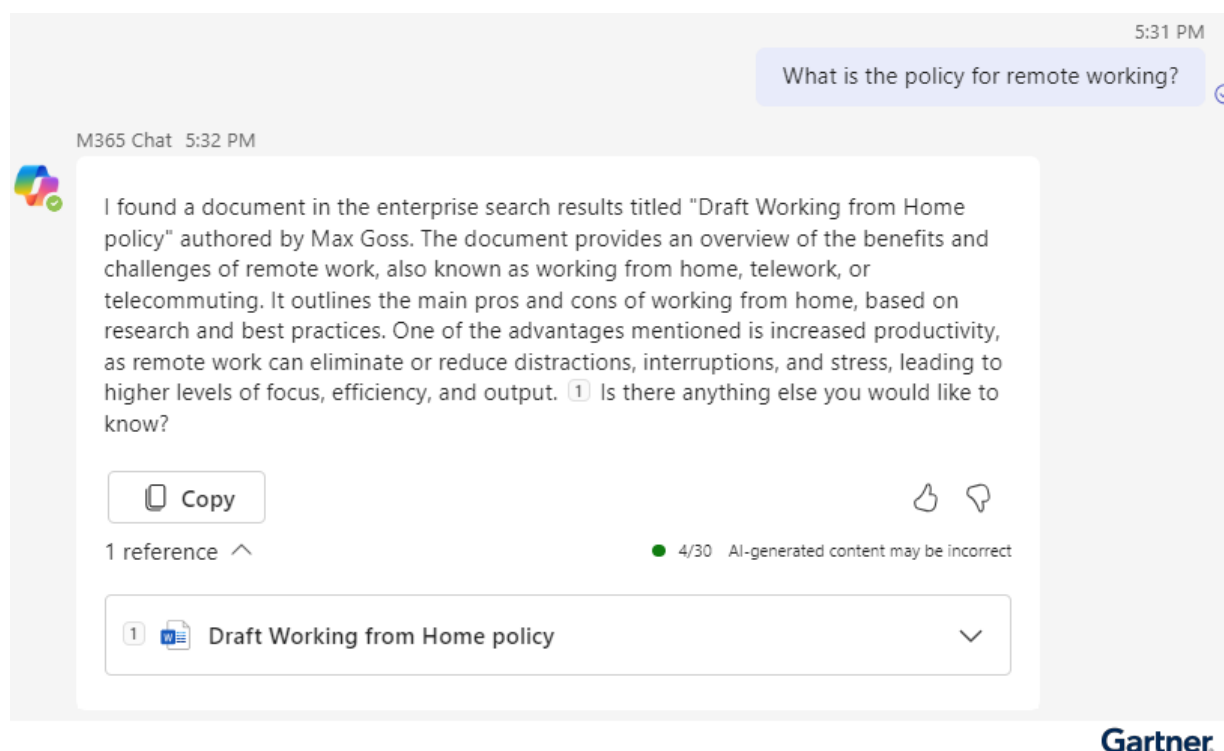 5:31 PM
What is the policy for remote working?
M365 Chat 5:32 PM
I found a document in the enterprise search results titled "Draft Working from Home
policy" authored by Max Goss. The document provides an overview of the benefits and
challenges of remote work, also known as working from home, telework, or
telecommuting. It outlines the main pros and cons of working from home, based on
research and best practices. One of the advantages mentioned is increased productivity,
as remote work can eliminate or reduce distractions, interruptions, and stress, leading to
higher levels of focus, efficiency, and output. 1 Is there anything else you would like to
know?
Copy
1 reference
4/30 AI-generated content may be incorrect
1 Draft Working from Home policy
Gartner